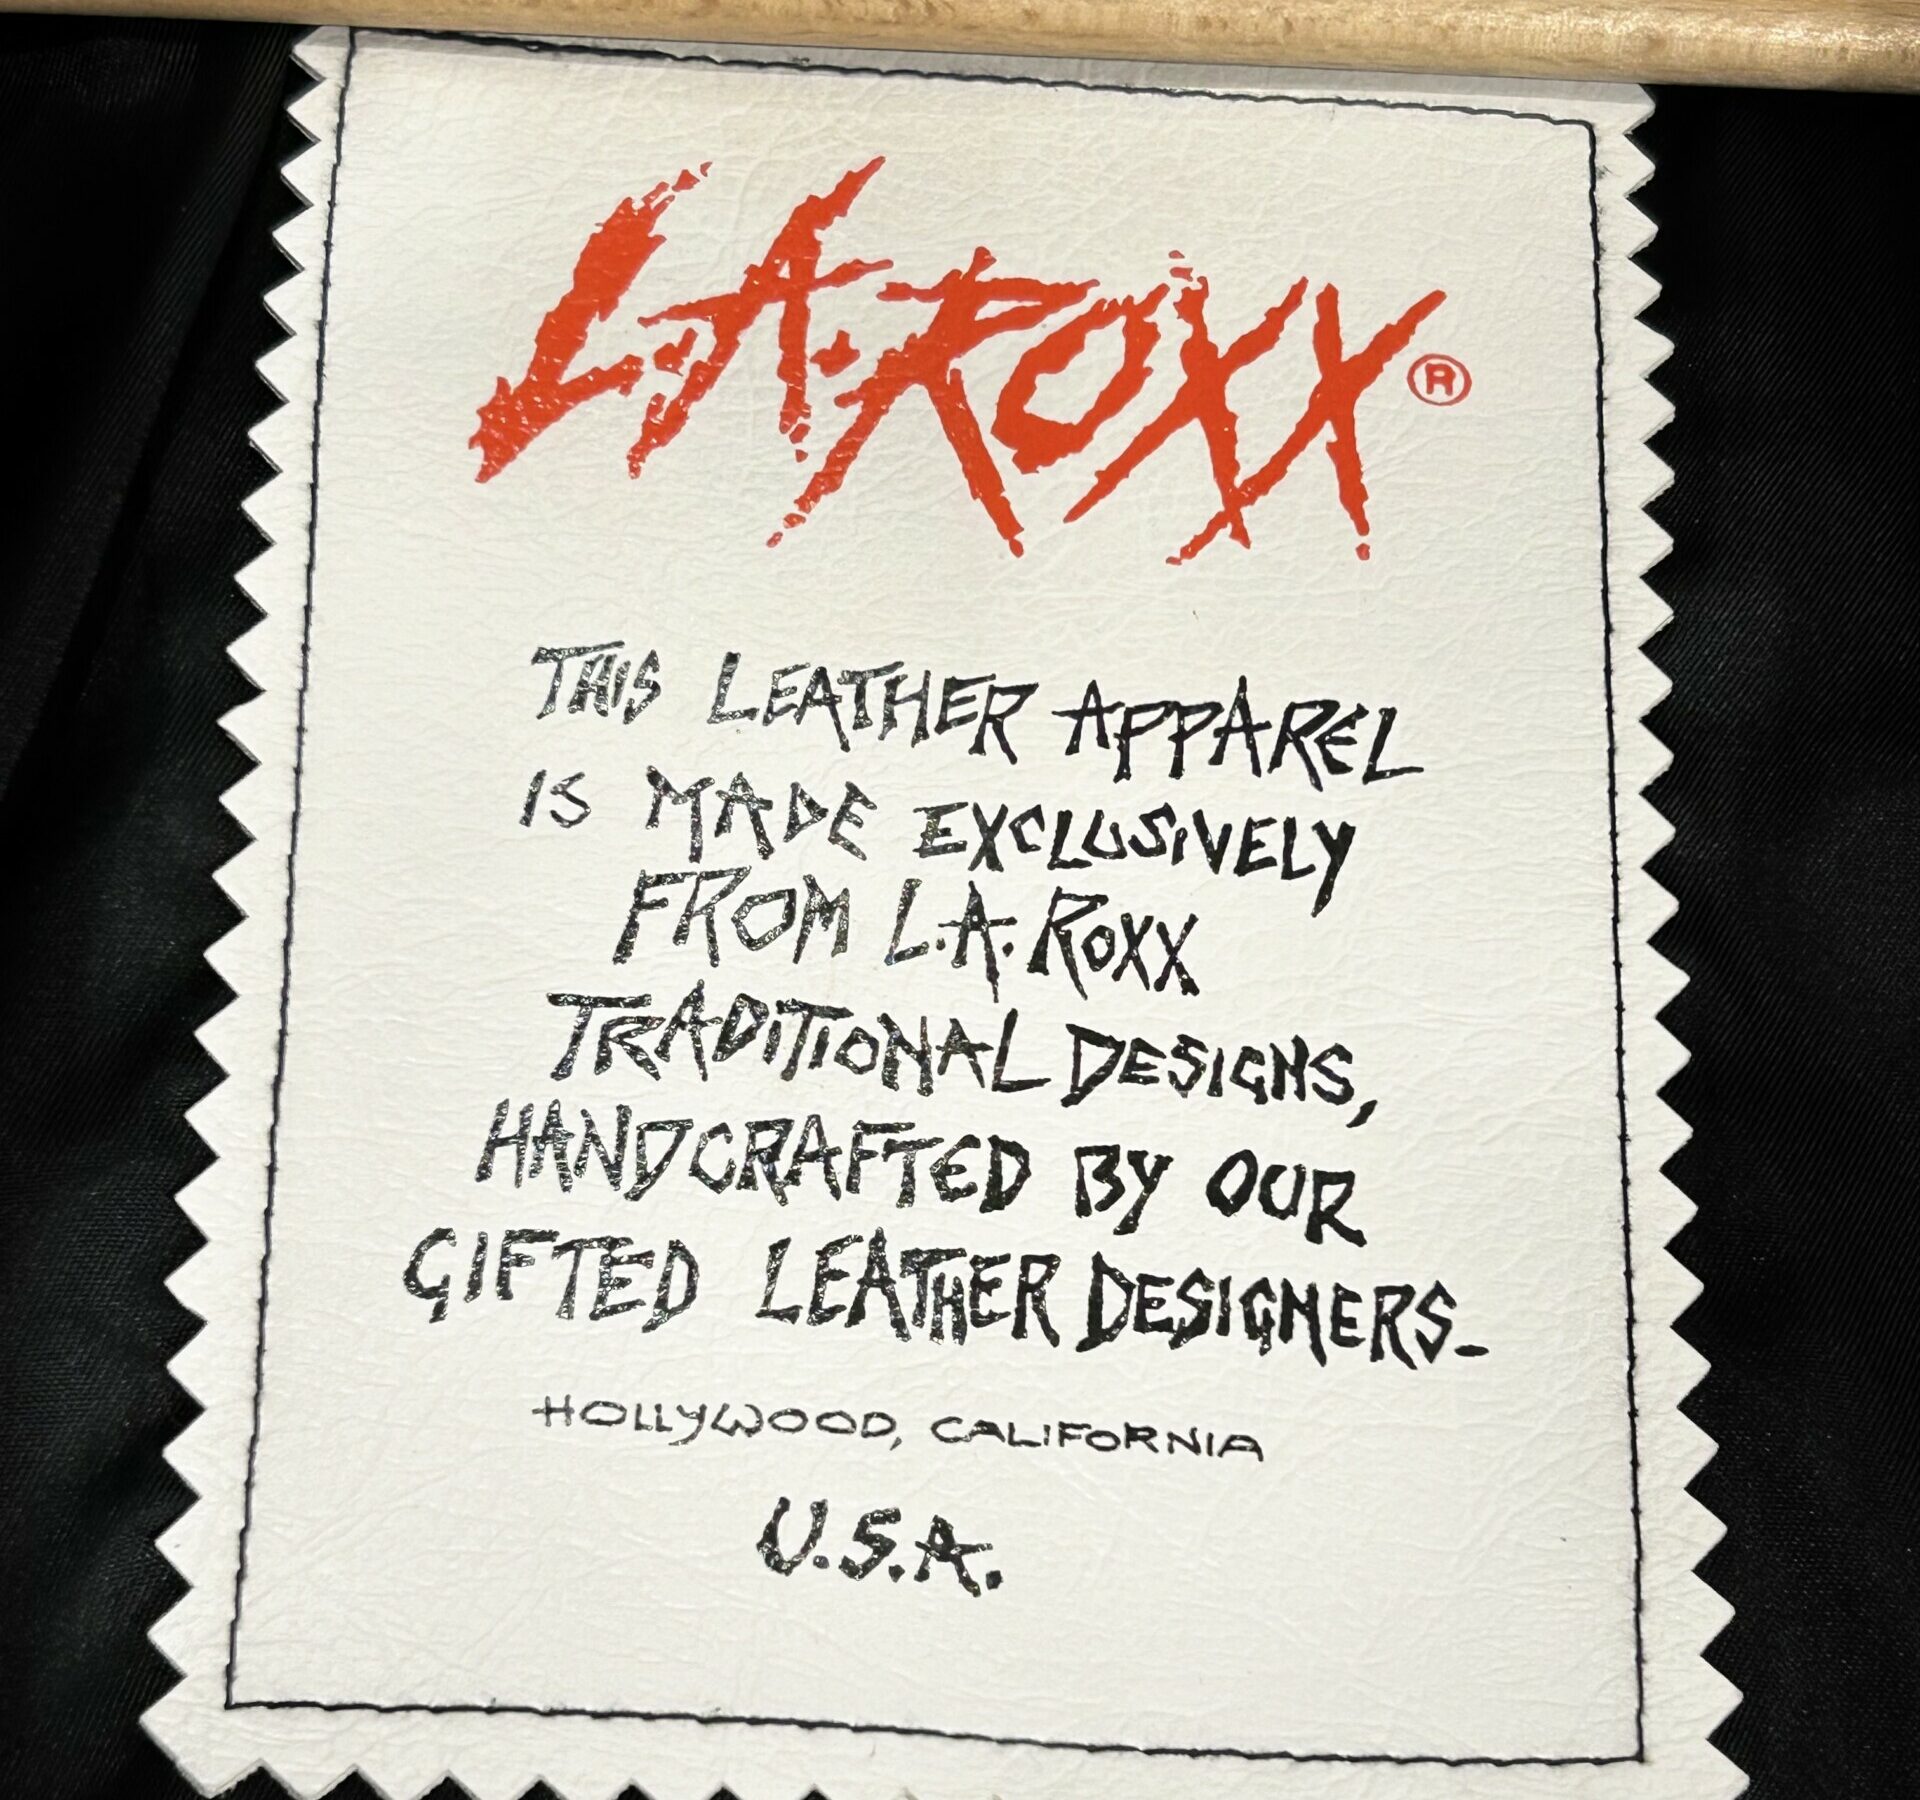 L.A.ROXX®
THIS LEATHER APPAREL
IS MADE EXCLUSIVELY
FROM L.A.ROXX
TRADITIONAL DESIGNS,
HANDCRAFTED BY OUR
GIFTED LEATHER DESIGNERS.
HOLLYWOOD, CALIFORNIA
U.S.A.